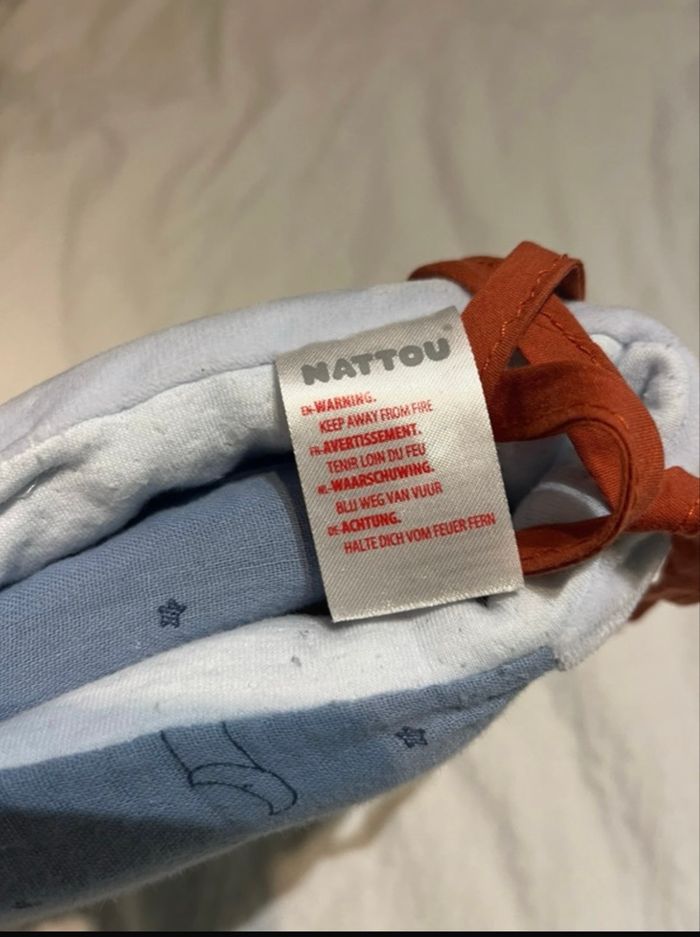 NATTOU
EN-WARNING.
KEEP AWAY FROM FIRE
FR-AVERTISSEMENT.
TENIR LOIN DU FEU
NL-WAARSCHUWING.
BLIJ WEG VAN VUUR
DE-ACHTUNG.
HALTE DICH VOM FEUER FERN